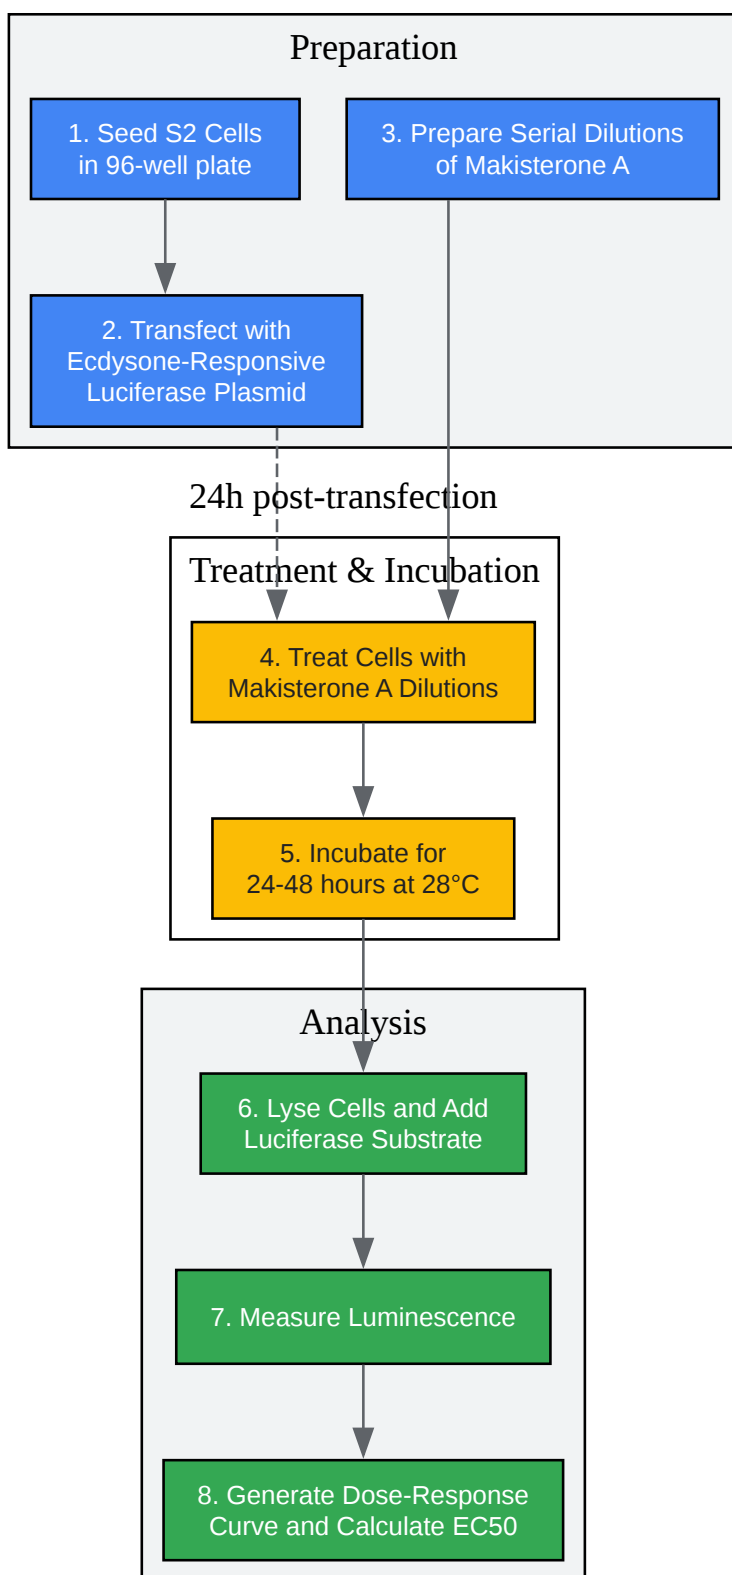 Preparation
1. Seed S2 Cells
in 96-well plate
3. Prepare Serial Dilutions
of Makisterone A
2. Transfect with
Ecdysone-Responsive
Luciferase Plasmid
24h post-transfection
Treatment & Incubation
4. Treat Cells with
Makisterone A Dilutions
5. Incubate for
24-48 hours at 28°C
Analysis
6. Lyse Cells and Add
Luciferase Substrate
7. Measure Luminescence
8. Generate Dose-Response
Curve and Calculate EC50